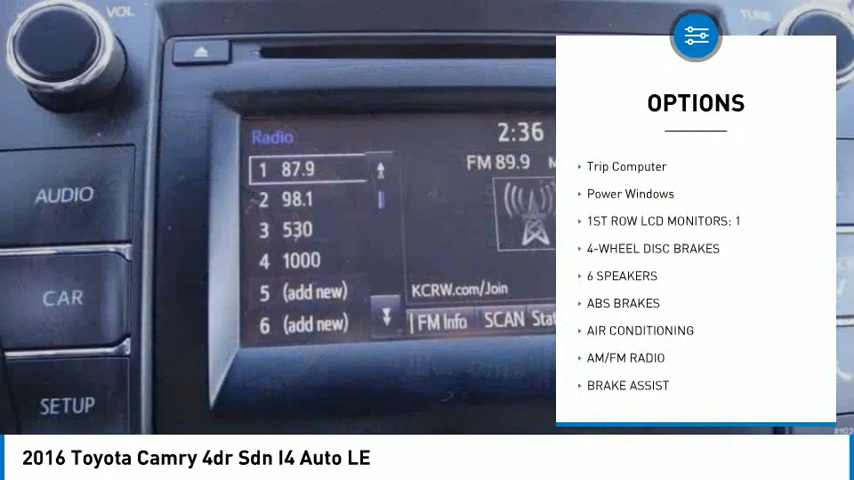 VOL
TUNE
Radio
2:36
1 87.9
FM 89.9
2 98.1
3 530
4 1000
5 (add new)
6 (add new)
KCRW.com/Join
FM Info SCAN
AUDIO
CAR
SETUP
OPTIONS
Trip Computer
Power Windows
1ST ROW LCD MONITORS: 1
4-WHEEL DISC BRAKES
6 SPEAKERS
ABS BRAKES
AIR CONDITIONING
AM/FM RADIO
BRAKE ASSIST
2016 Toyota Camry 4dr Sdn I4 Auto LE